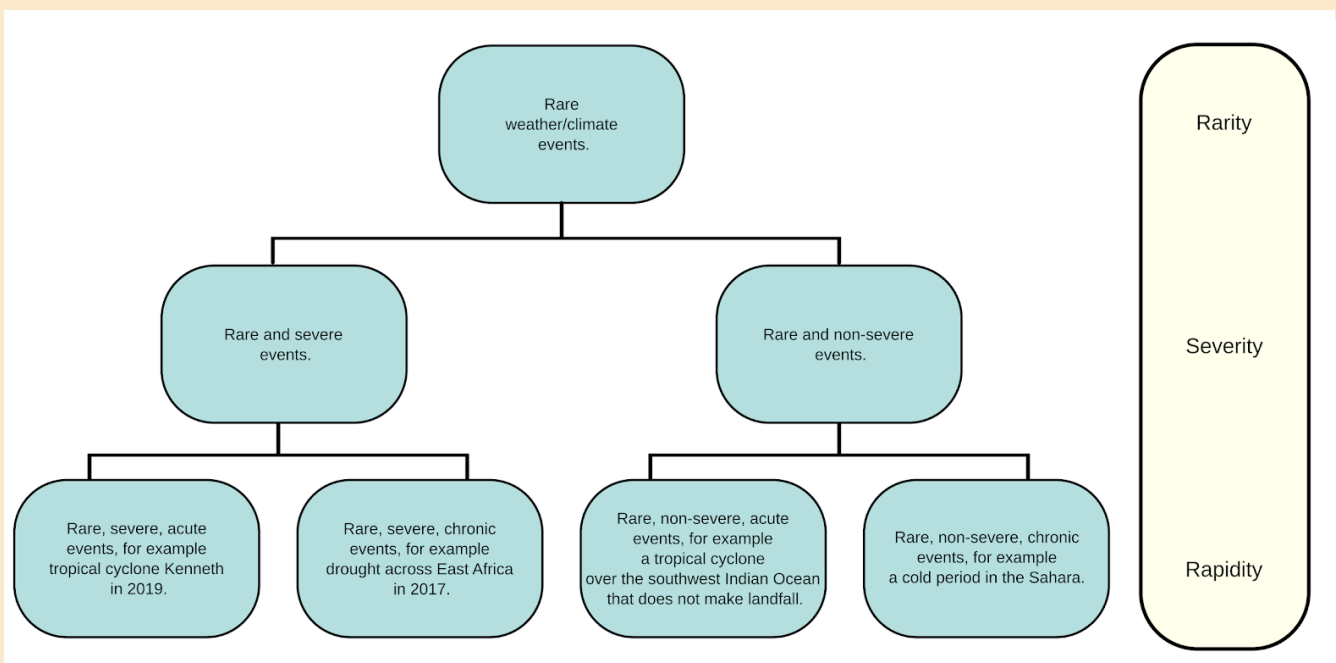 Rare
weather/climate
events.
Rarity
Rare and severe
events.
Rare and non-severe
events.
Severity
Rare, severe, acute
events, for example
tropical cyclone Kenneth
in 2019.
Rare, severe, chronic
events, for example
drought across East Africa
in 2017.
Rare, non-severe, acute
events, for example
a tropical cyclone
over the southwest Indian Ocean
that does not make landfall.
Rare, non-severe, chronic
events, for example
a cold period in the Sahara.
Rapidity